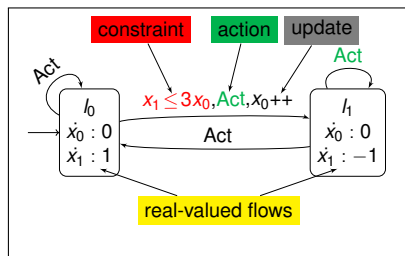 constraint action update
Act Act
x₁ ≤ 3x₀, Act, x₀++
l₀ l₁
ẋ₀ : 0 ẋ₀ : 0
Act
ẋ₁ : 1 ẋ₁ : −1
real-valued flows